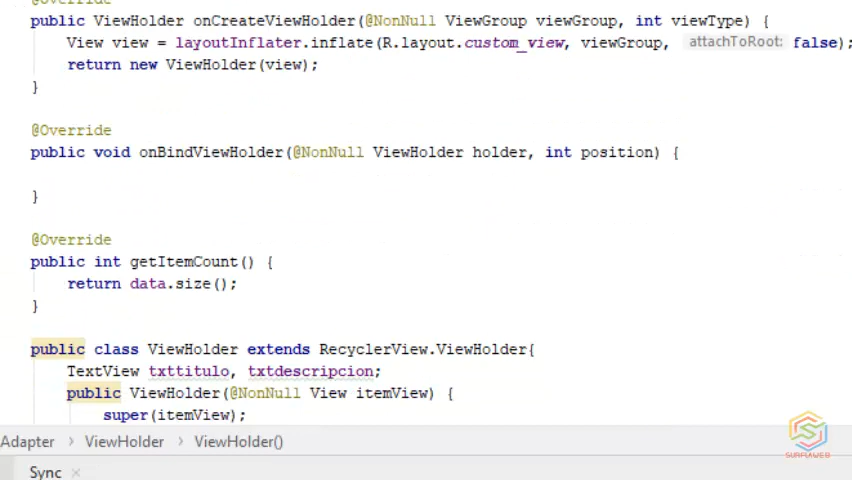 @Override
public ViewHolder onCreateViewHolder(@NonNull ViewGroup viewGroup, int viewType) {
View view = layoutInflater.inflate(R.layout.custom_view, viewGroup, attachToRoot: false);
return new ViewHolder(view);
}
@Override
public void onBindViewHolder(@NonNull ViewHolder holder, int position) {
}
@Override
public int getItemCount() {
return data.size();
}
public class ViewHolder extends RecyclerView.ViewHolder{
TextView txttitulo, txtdescripcion;
public ViewHolder(@NonNull View itemView) {
super(itemView);
Adapter › ViewHolder › ViewHolder()
SURFLAWEB
Sync ×